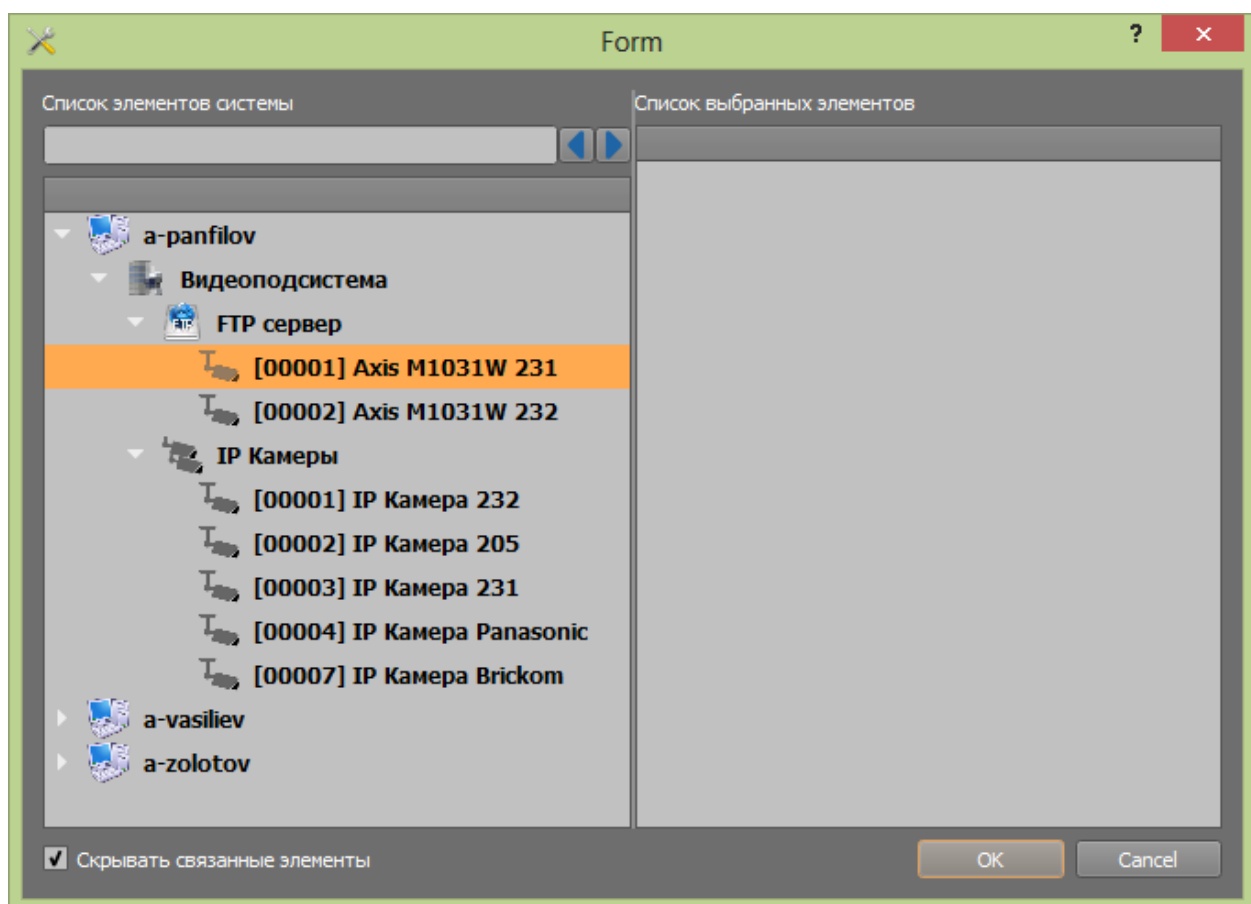 Form
?
Список элементов системы
Список выбранных элементов
a-panfilov
Видеоподсистема
FTP сервер
[00001] Axis M1031W 231
[00002] Axis M1031W 232
IP Камеры
[00001] IP Камера 232
[00002] IP Камера 205
[00003] IP Камера 231
[00004] IP Камера Panasonic
[00007] IP Камера Brickom
a-vasiliev
a-zolotov
Скрывать связанные элементы
OK
Cancel